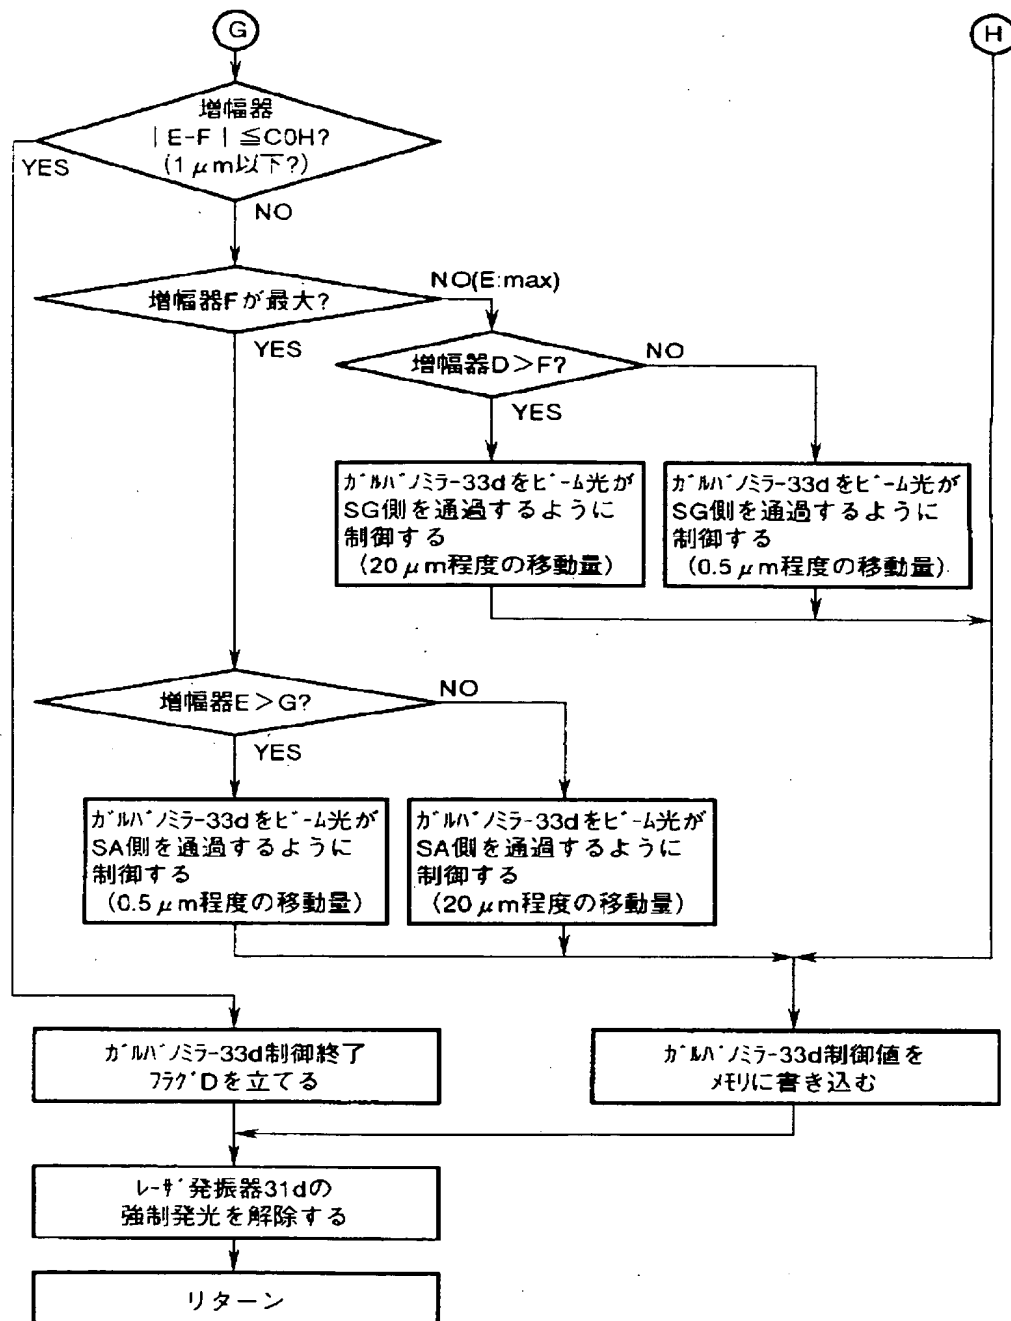 G
H
増幅器
|E-F|≦C0H?
(1μm以下?)
YES
NO
増幅器Fが最大?
NO(E:max)
YES
増幅器D>F?
NO
YES
ガルバノミラー33dをビーム光が
SG側を通過するように
制御する
(20μm程度の移動量)
ガルバノミラー33dをビーム光が
SG側を通過するように
制御する
(0.5μm程度の移動量)
増幅器E>G?
NO
YES
ガルバノミラー33dをビーム光が
SA側を通過するように
制御する
(0.5μm程度の移動量)
ガルバノミラー33dをビーム光が
SA側を通過するように
制御する
(20μm程度の移動量)
ガルバノミラー33d制御終了
フラグDを立てる
ガルバノミラー33d制御値を
メモリに書き込む
レーザ発振器31dの
強制発光を解除する
リターン